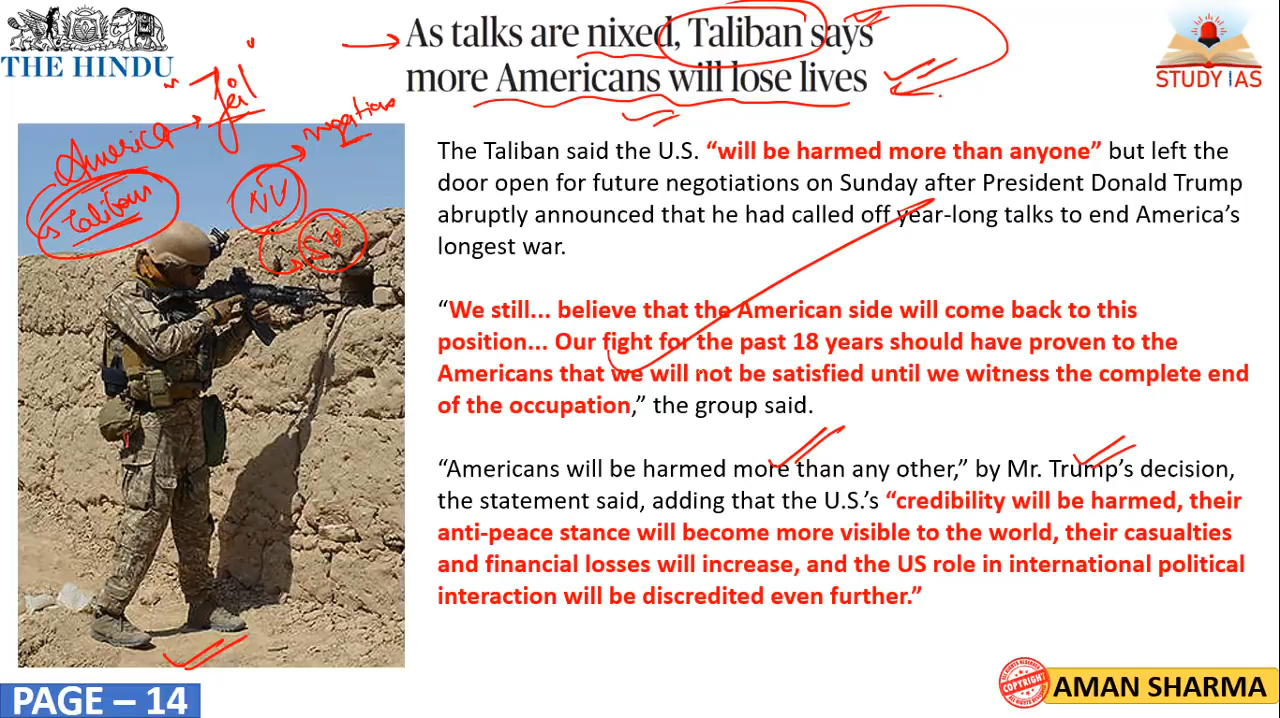 THE HINDU
As talks are nixed, Taliban says
more Americans will lose lives
STUDY IAS
America
Taliban
NU
The Taliban said the U.S. “will be harmed more than anyone” but left the
door open for future negotiations on Sunday after President Donald Trump
abruptly announced that he had called off year-long talks to end America’s
longest war.
“We still... believe that the American side will come back to this
position... Our fight for the past 18 years should have proven to the
Americans that we will not be satisfied until we witness the complete end
of the occupation,” the group said.
“Americans will be harmed more than any other,” by Mr. Trump’s decision,
the statement said, adding that the U.S.’s “credibility will be harmed, their
anti-peace stance will become more visible to the world, their casualties
and financial losses will increase, and the US role in international political
interaction will be discredited even further.”
PAGE – 14
COPYRIGHT
AMAN SHARMA